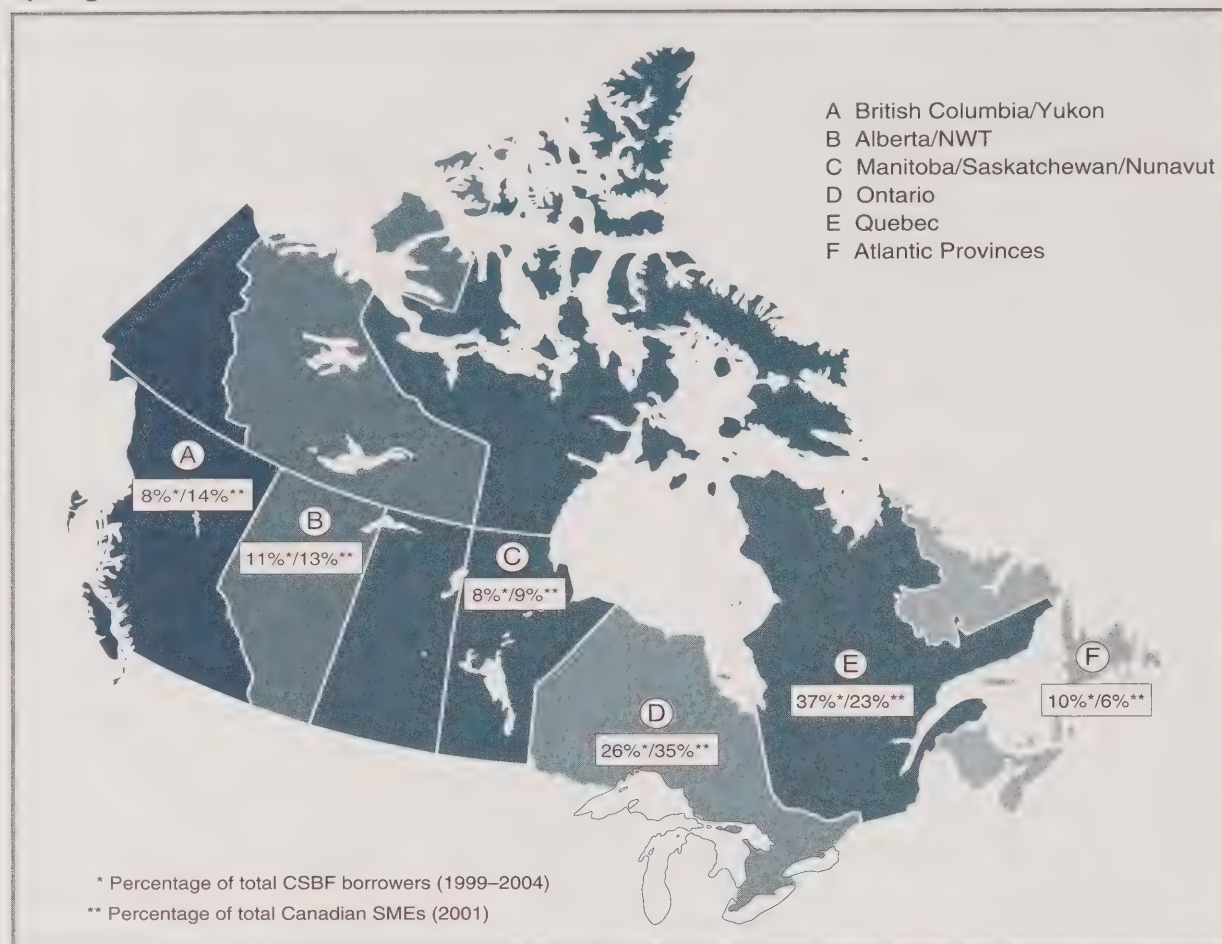 A British Columbia/Yukon
B Alberta/NWT
C Manitoba/Saskatchewan/Nunavut
D Ontario
E Quebec
F Atlantic Provinces
A
8%*/14%**
B
11%*/13%**
C
8%*/9%**
D
26%*/35%**
E
37%*/23%**
F
10%*/6%**
* Percentage of total CSBF borrowers (1999–2004)
** Percentage of total Canadian SMEs (2001)